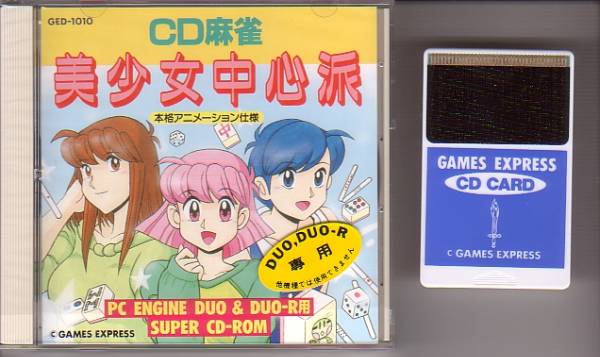 GED-1010
CD麻雀
美少女中心派
本格アニメーション仕様
中
DUO,DUO-R
専用
他機種では使用できません
PC ENGINE DUO & DUO-R用
SUPER CD-ROM
© GAMES EXPRESS
GAMES EXPRESS
CD CARD
© GAMES EXPRESS